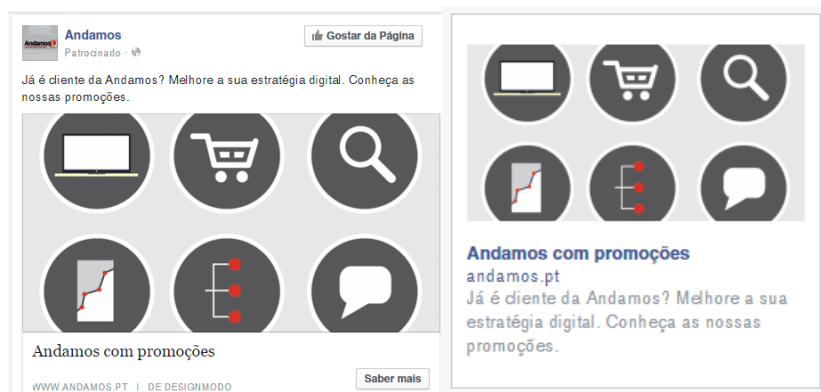 Andamos
Andamos
Patrocinado ·
Gostar da Página
Já é cliente da Andamos? Melhore a sua estratégia digital. Conheça as
nossas promoções.
Andamos com promoções
WWW.ANDAMOS.PT | DE DESIGNMODO
Saber mais
Andamos com promoções
andamos.pt
Já é cliente da Andamos? Melhore a sua
estratégia digital. Conheça as nossas
promoções.